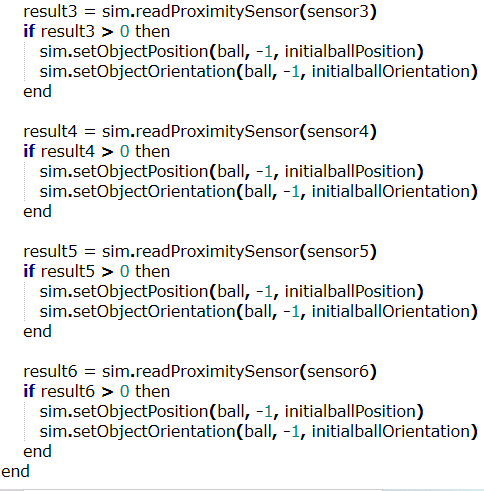 result3 = sim.readProximitySensor(sensor3)
if result3 > 0 then
sim.setObjectPosition(ball, -1, initialballPosition)
sim.setObjectOrientation(ball, -1, initialballOrientation)
end
result4 = sim.readProximitySensor(sensor4)
if result4 > 0 then
sim.setObjectPosition(ball, -1, initialballPosition)
sim.setObjectOrientation(ball, -1, initialballOrientation)
end
result5 = sim.readProximitySensor(sensor5)
if result5 > 0 then
sim.setObjectPosition(ball, -1, initialballPosition)
sim.setObjectOrientation(ball, -1, initialballOrientation)
end
result6 = sim.readProximitySensor(sensor6)
if result6 > 0 then
sim.setObjectPosition(ball, -1, initialballPosition)
sim.setObjectOrientation(ball, -1, initialballOrientation)
end
end